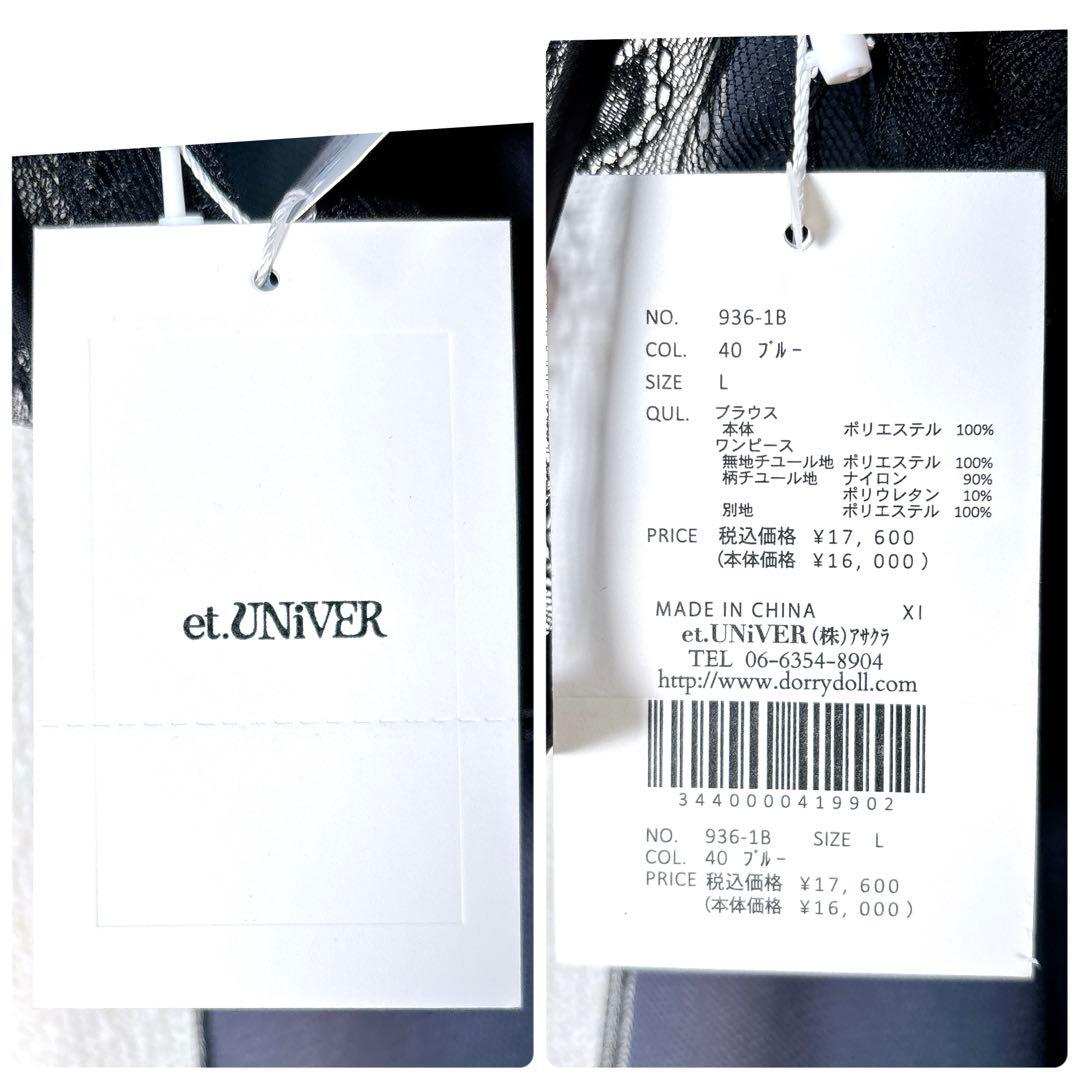 et.UNiVER
NO. 936-1B
COL. 40 ﾌﾞﾙｰ
SIZE L
QUL. ブラウス
本体 ポリエステル 100%
ワンピース
無地チュール地 ポリエステル 100%
柄チュール地 ナイロン 90%
ポリウレタン 10%
別地 ポリエステル 100%
PRICE 税込価格 ¥17,600
(本体価格 ¥16,000)
MADE IN CHINA XI
et.UNiVER(株)ｱｻｸﾗ
TEL 06-6354-8904
http://www.dorrydoll.com
3440000419902
NO. 936-1B SIZE L
COL. 40 ﾌﾞﾙｰ
PRICE 税込価格 ¥17,600
(本体価格 ¥16,000)